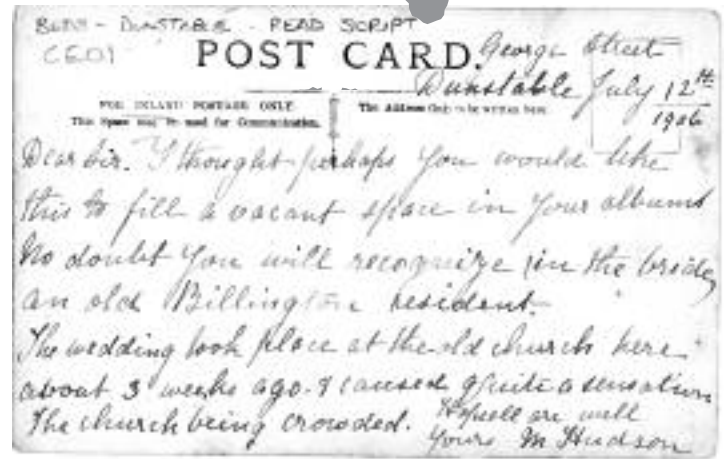 BEDS - DUNSTABLE - READ SCRIPT
CE01
POST CARD.
George Street
Dunstable July 12th
1906
FOR INLAND POSTAGE ONLY.
This Space may be used for Communication.
The Address Only to be written here.
Dear Sir. I thought perhaps you would like
this to fill a vacant space in your albums
No doubt you will recognize in the bride,
an old Billington resident.
The wedding took place at the old church here
about 3 weeks ago. & caused quite a sensation
The church being crowded. Hope all are well
Yours M Hudson